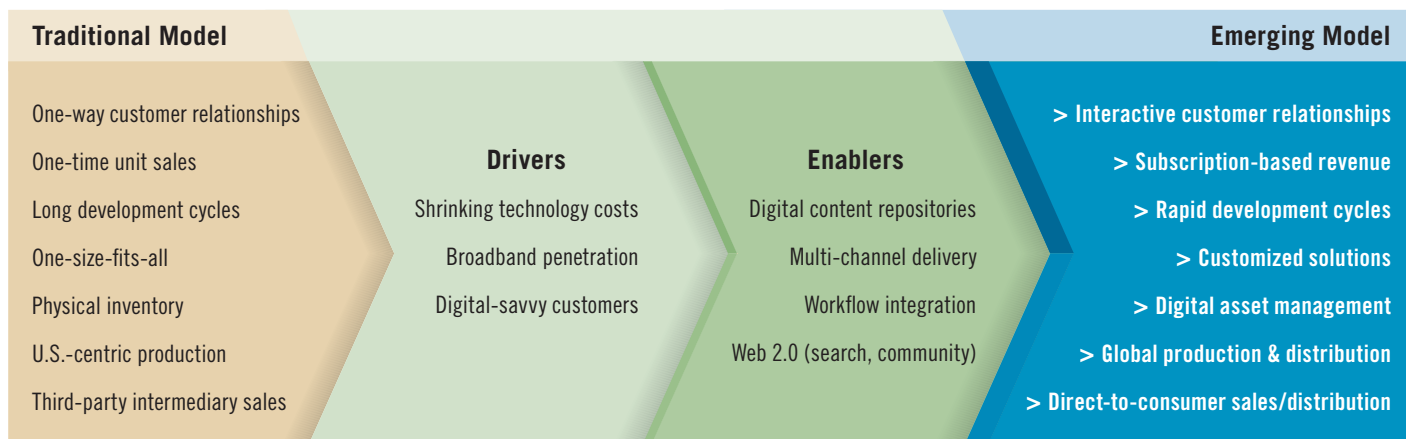 Traditional Model
One-way customer relationships
One-time unit sales
Long development cycles
One-size-fits-all
Physical inventory
U.S.-centric production
Third-party intermediary sales
Drivers
Shrinking technology costs
Broadband penetration
Digital-savvy customers
Enablers
Digital content repositories
Multi-channel delivery
Workflow integration
Web 2.0 (search, community)
Emerging Model
> Interactive customer relationships
> Subscription-based revenue
> Rapid development cycles
> Customized solutions
> Digital asset management
> Global production & distribution
> Direct-to-consumer sales/distribution